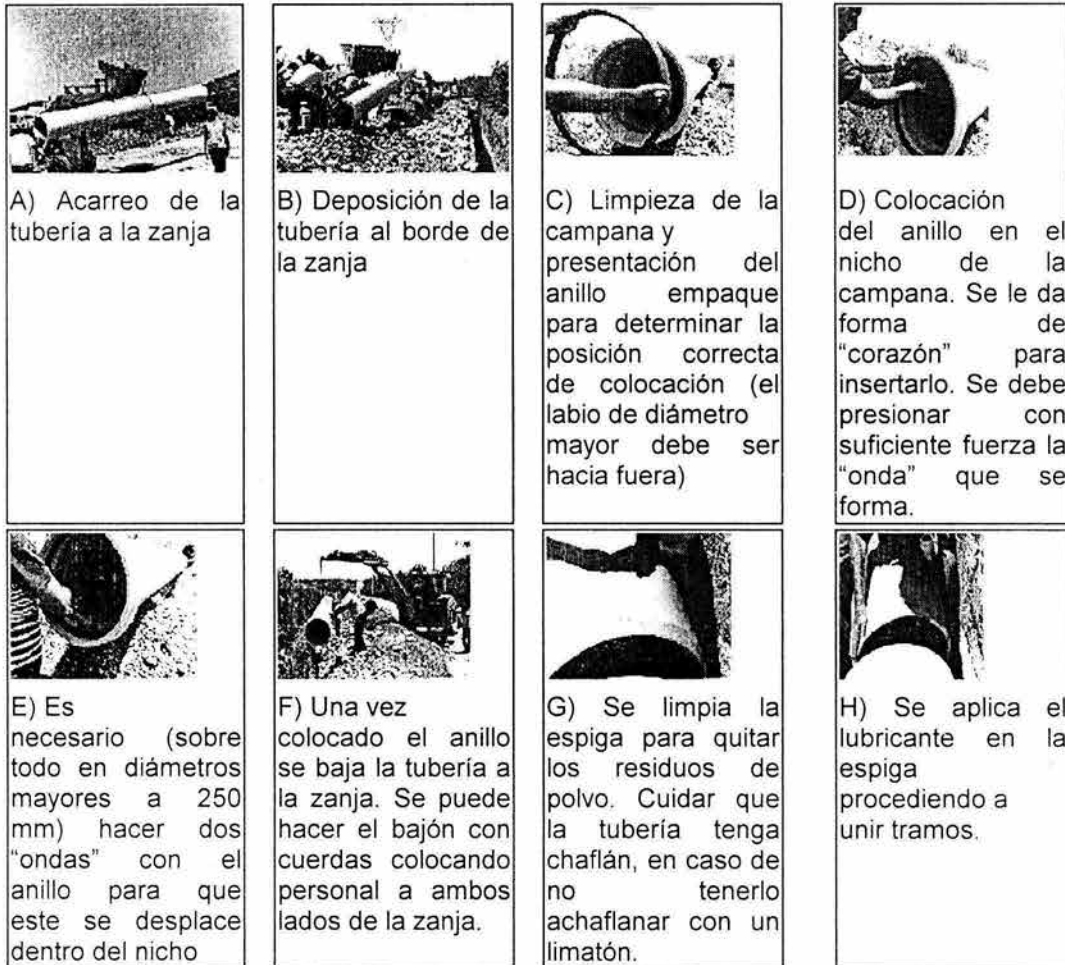 A) Acarreo de la
tubería a la zanja
B) Deposición de la
tubería al borde de
la zanja
C) Limpieza de la
campana y
presentación del
anillo empaque
para determinar la
posición correcta
de colocación (el
labio de diámetro
mayor debe ser
hacia fuera)
D) Colocación
del anillo en el
nicho de la
campana. Se le da
forma de
“corazón” para
insertarlo. Se debe
presionar con
suficiente fuerza la
“onda” que se
forma.
E) Es
necesario (sobre
todo en diámetros
mayores a 250
mm) hacer dos
“ondas” con el
anillo para que
este se desplace
dentro del nicho
F) Una vez
colocado el anillo
se baja la tubería a
la zanja. Se puede
hacer el bajón con
cuerdas colocando
personal a ambos
lados de la zanja.
G) Se limpia la
espiga para quitar
los residuos de
polvo. Cuidar que
la tubería tenga
chaflán, en caso de
no tenerlo
achaflanar con un
limatón.
H) Se aplica el
lubricante en la
espiga
procediendo a
unir tramos.